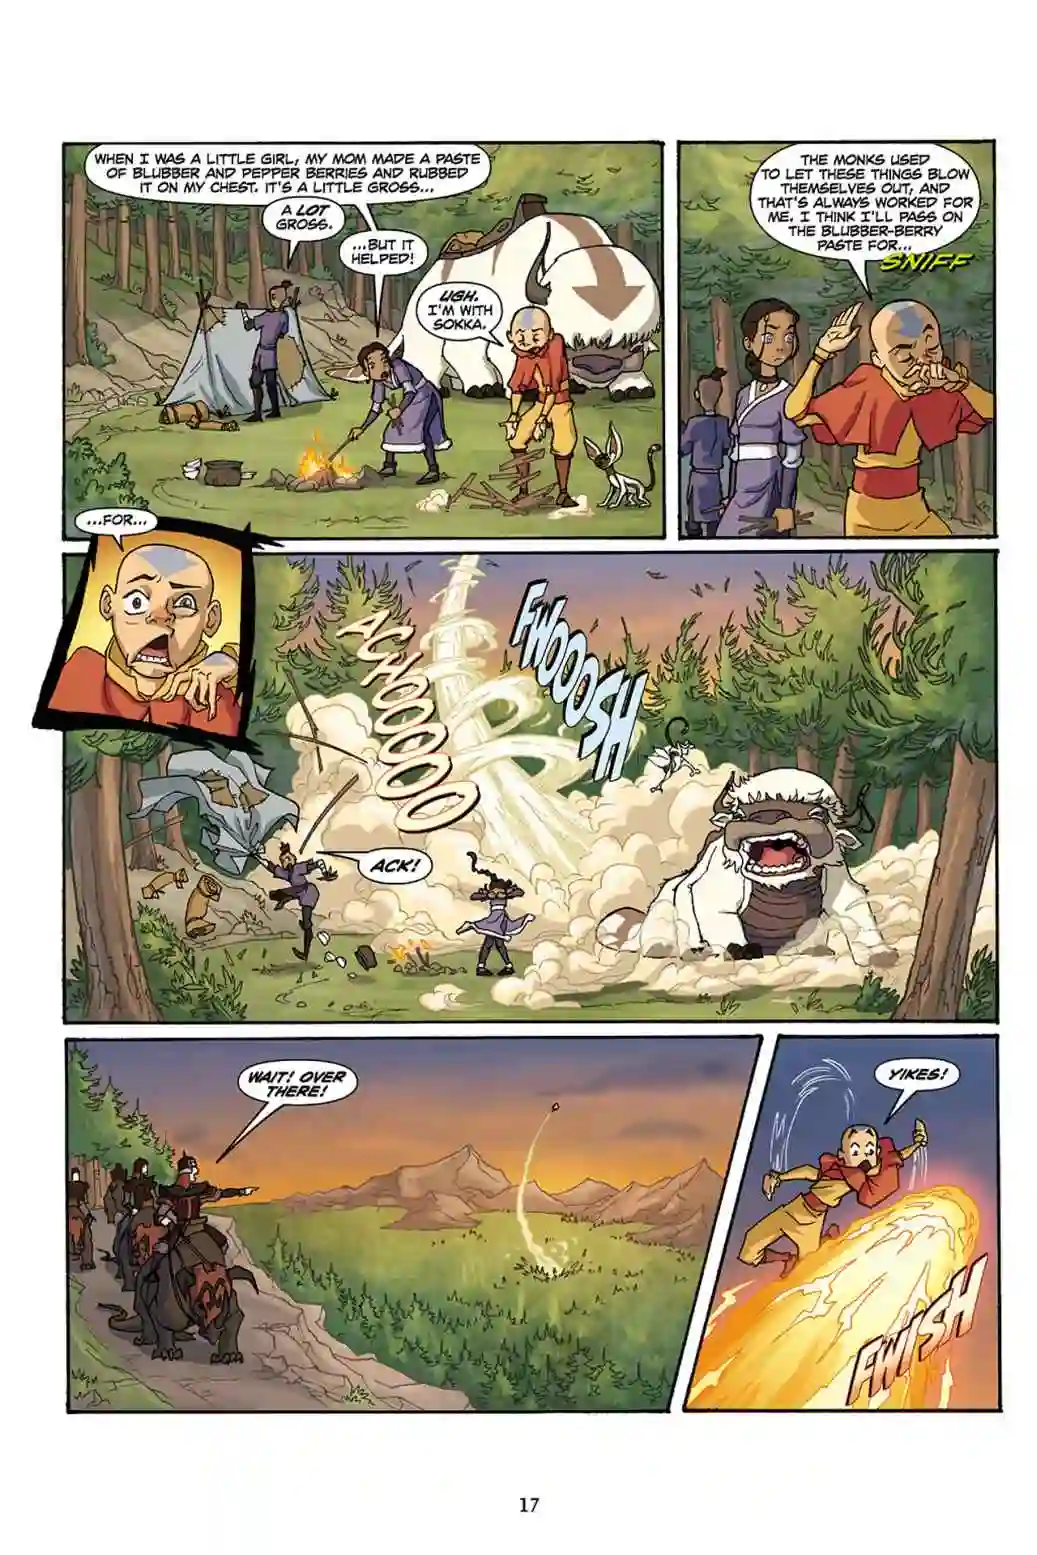 WHEN I WAS A LITTLE GIRL, MY MOM MADE A PASTE
OF BLUBBER AND PEPPER BERRIES AND RUBBED
IT ON MY CHEST. IT'S A LITTLE GROSS...
A LOT
GROSS.
...BUT IT
HELPED!
UGH.
I'M WITH
SOKKA.
THE MONKS USED
TO LET THESE THINGS BLOW
THEMSELVES OUT, AND
THAT'S ALWAYS WORKED FOR
ME. I THINK I'LL PASS ON
THE BLUBBER-BERRY
PASTE FOR...
SNIFF
...FOR...
ACHOOOOO
FWOOOSH
ACK!
WAIT! OVER
THERE!
YIKES!
FWISH
17